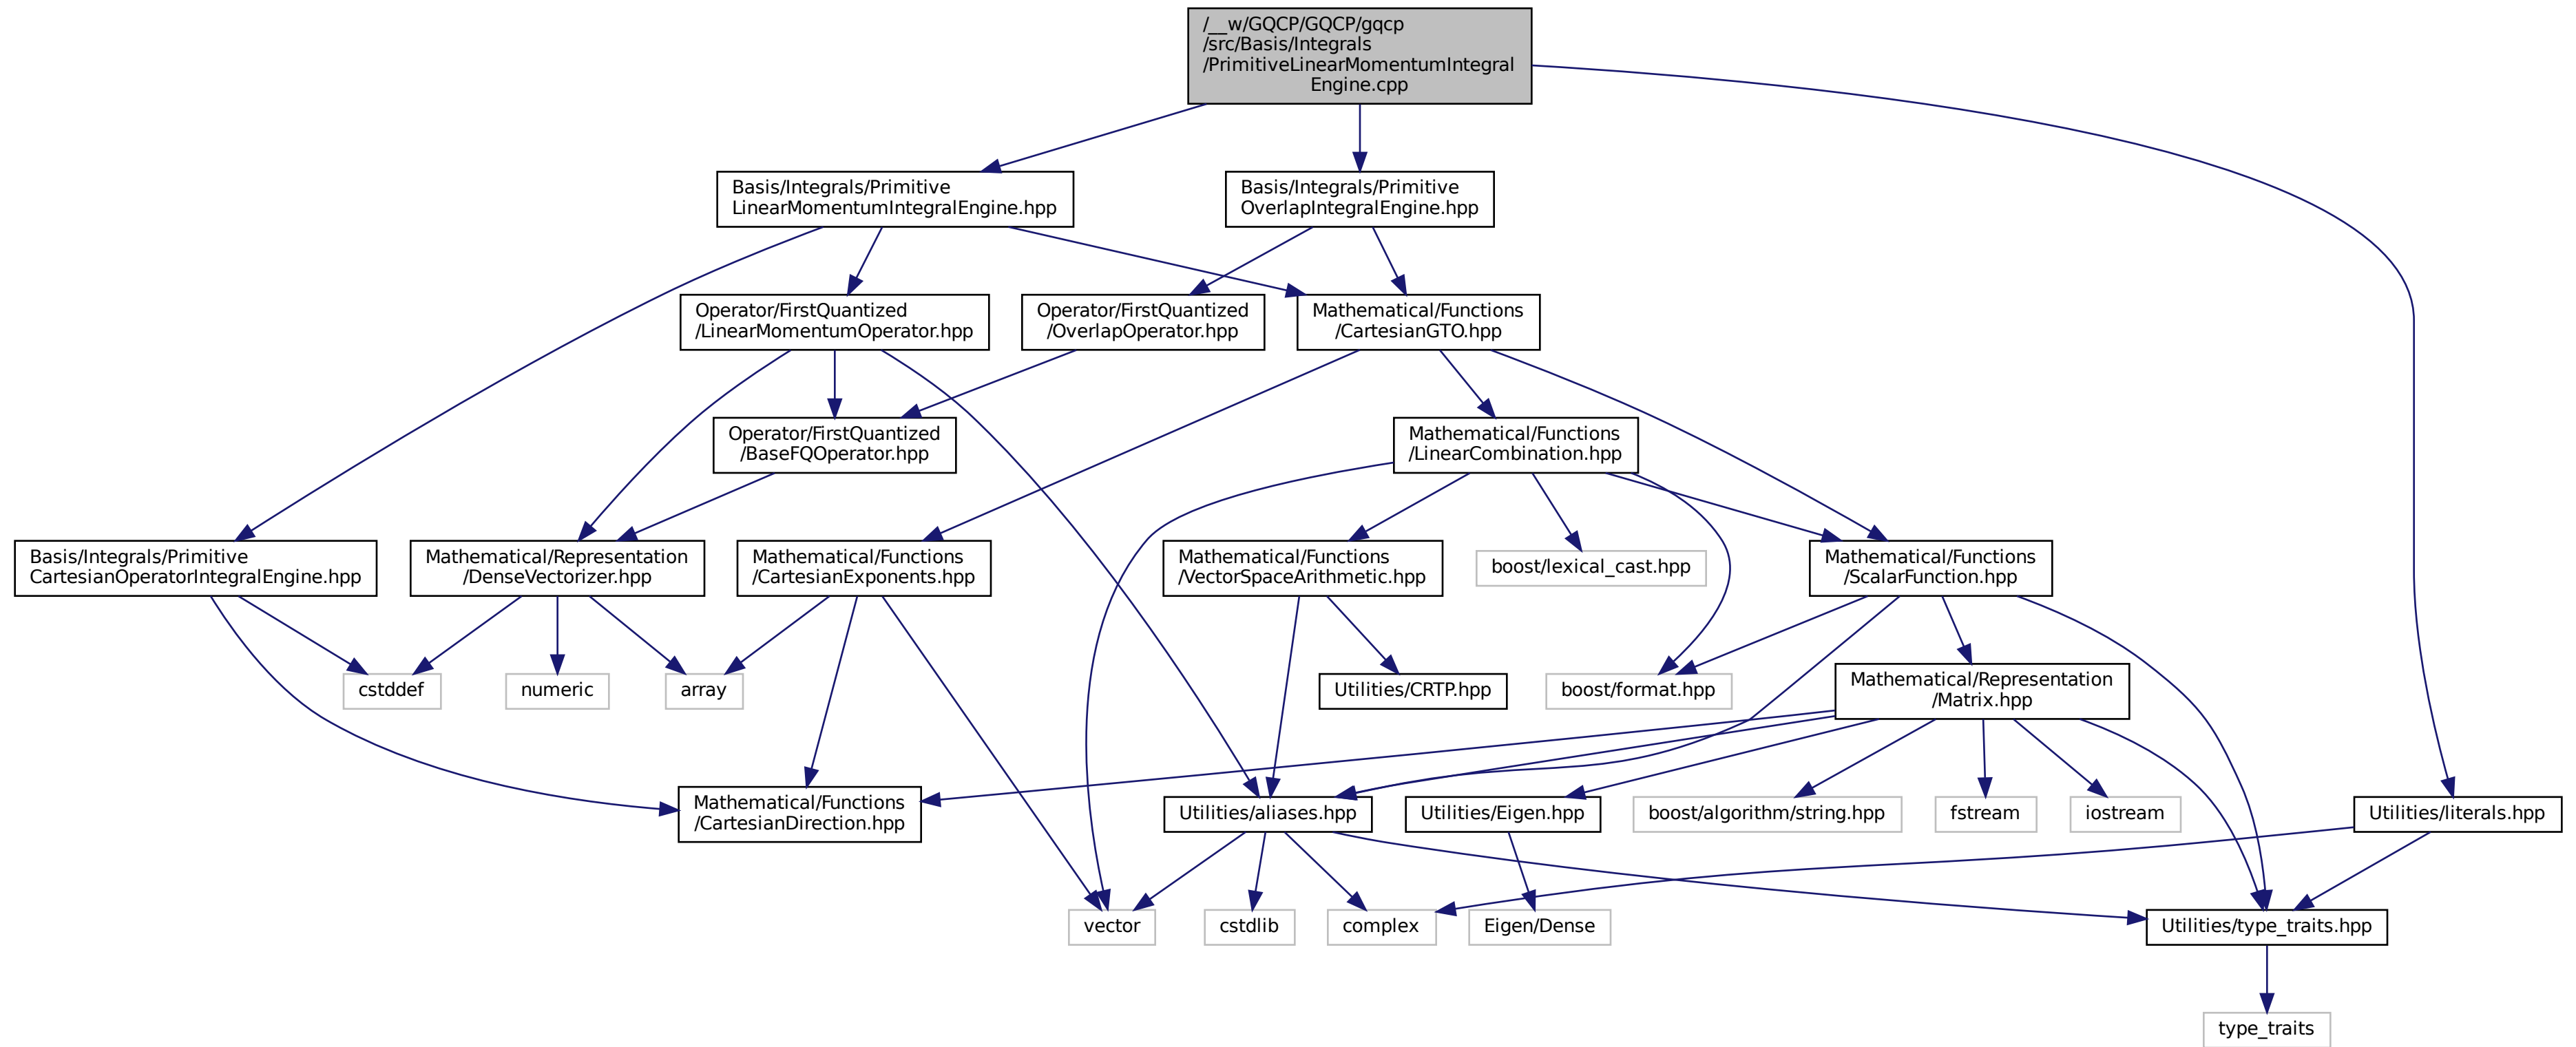 /__w/GQCP/GQCP/gqcp
/src/Basis/Integrals
/PrimitiveLinearMomentumIntegral
Engine.cpp
Basis/Integrals/Primitive
LinearMomentumIntegralEngine.hpp
Basis/Integrals/Primitive
OverlapIntegralEngine.hpp
Operator/FirstQuantized
/LinearMomentumOperator.hpp
Operator/FirstQuantized
/OverlapOperator.hpp
Mathematical/Functions
/CartesianGTO.hpp
Operator/FirstQuantized
/BaseFQOperator.hpp
Mathematical/Functions
/LinearCombination.hpp
Basis/Integrals/Primitive
CartesianOperatorIntegralEngine.hpp
Mathematical/Representation
/DenseVectorizer.hpp
Mathematical/Functions
/CartesianExponents.hpp
Mathematical/Functions
/VectorSpaceArithmetic.hpp
boost/lexical_cast.hpp
Mathematical/Functions
/ScalarFunction.hpp
cstddef
numeric
array
Utilities/CRTP.hpp
boost/format.hpp
Mathematical/Representation
/Matrix.hpp
Mathematical/Functions
/CartesianDirection.hpp
Utilities/aliases.hpp
Utilities/Eigen.hpp
boost/algorithm/string.hpp
fstream
iostream
Utilities/literals.hpp
vector
cstdlib
complex
Eigen/Dense
Utilities/type_traits.hpp
type_traits